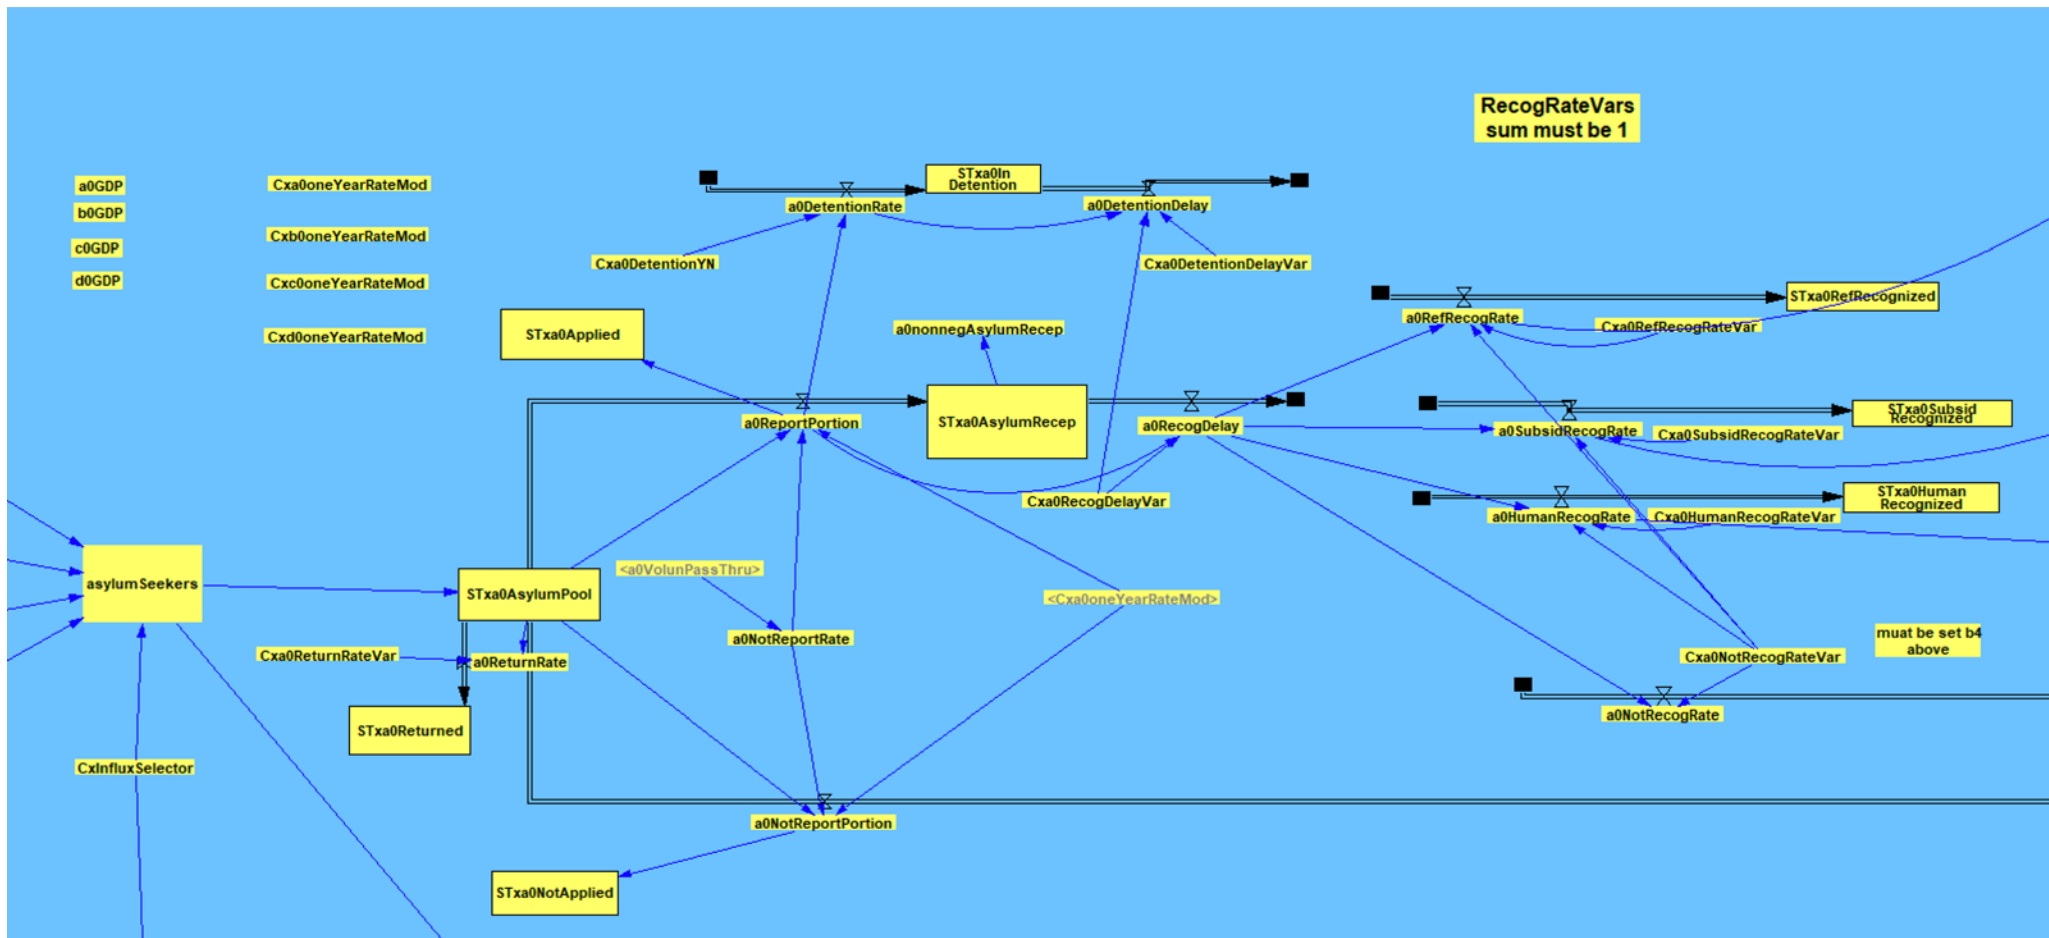 RecogRateVars
sum must be 1
a0GDP
Cxa0oneYearRateMod
STxa0In
Detention
a0DetentionRate
a0DetentionDelay
b0GDP
Cxb0oneYearRateMod
c0GDP
Cxa0DetentionYN
Cxa0DetentionDelayVar
d0GDP
Cxc0oneYearRateMod
STxa0RefRecognized
a0RefRecogRate
Cxa0RefRecogRateVar
Cxd0oneYearRateMod
STxa0Applied
a0nonnegAsylumRecep
STxa0Subsid
Recognized
a0ReportPortion
STxa0AsylumRecep
a0RecogDelay
a0SubsidRecogRate
Cxa0SubsidRecogRateVar
Cxa0RecogDelayVar
STxa0Human
Recognized
a0HumanRecogRate
Cxa0HumanRecogRateVar
asylumSeekers
<a0VolunPassThru>
STxa0AsylumPool
<Cxa0oneYearRateMod>
a0NotReportRate
muat be set b4
above
Cxa0ReturnRateVar
a0ReturnRate
Cxa0NotRecogRateVar
a0NotRecogRate
STxa0Returned
CxInfluxSelector
a0NotReportPortion
STxa0NotApplied